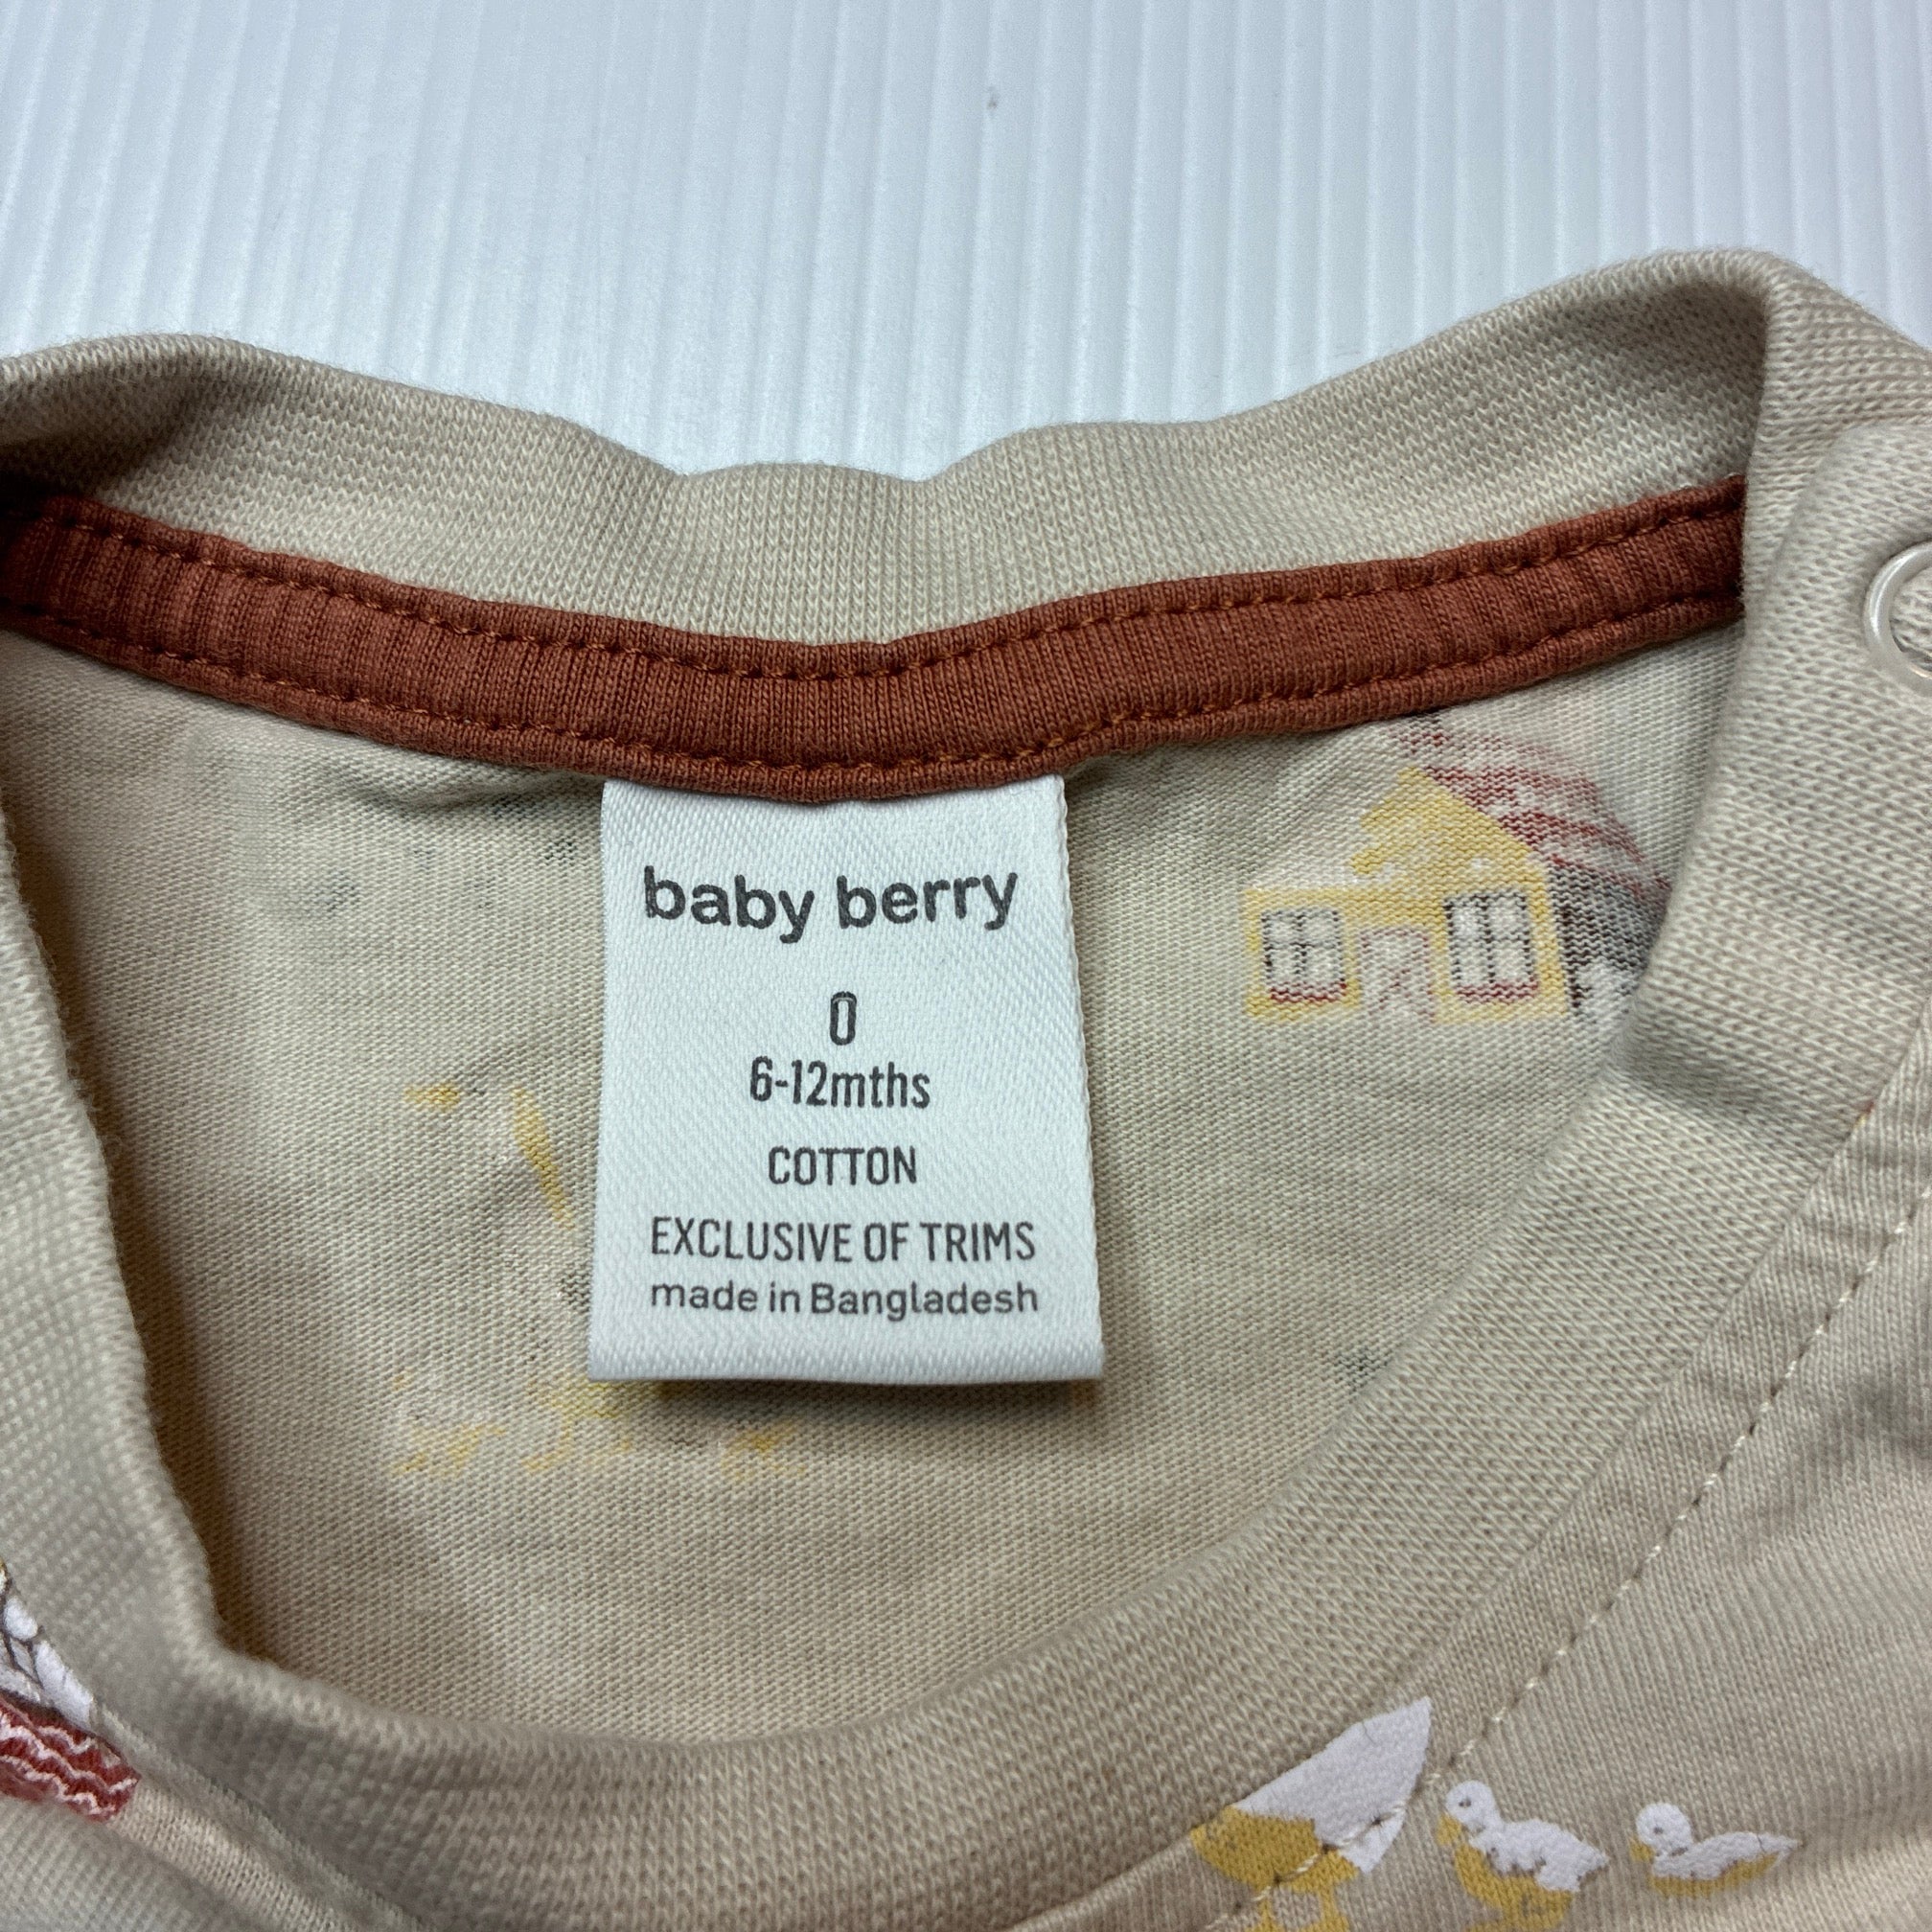 baby berry
0
6-12mths
COTTON
EXCLUSIVE OF TRIMS
made in Bangladesh